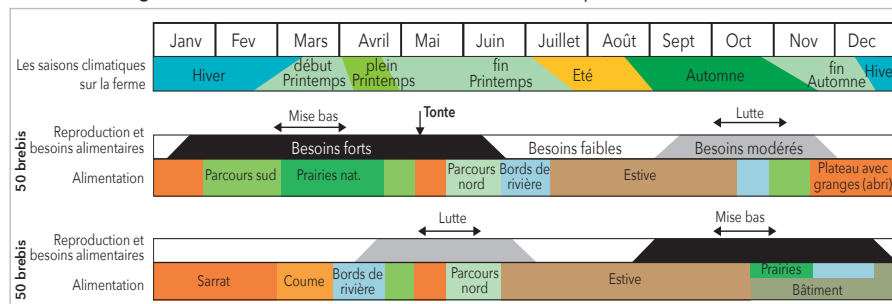 Janv Fev Mars Avril Mai Juin Juillet Août Sept Oct Nov Dec
Les saisons climatiques
sur la ferme
Hiver
début
Printemps
plein
Printemps
fin
Printemps
Eté
Automne
fin
Automne
Hive
50 brebis
Mise bas
Tonte
Lutte
Reproduction et
besoins alimentaires
Besoins forts
Besoins faibles
Besoins modérés
Alimentation
Parcours sud
Prairies nat.
Parcours
nord
Bords de
rivière
Estive
Plateau avec
granges (abri)
50 brebis
Lutte
Mise bas
Reproduction et
besoins alimentaires
Alimentation
Sarrat
Coume
Bords de
rivière
Parcours
nord
Estive
Prairies
Bâtiment